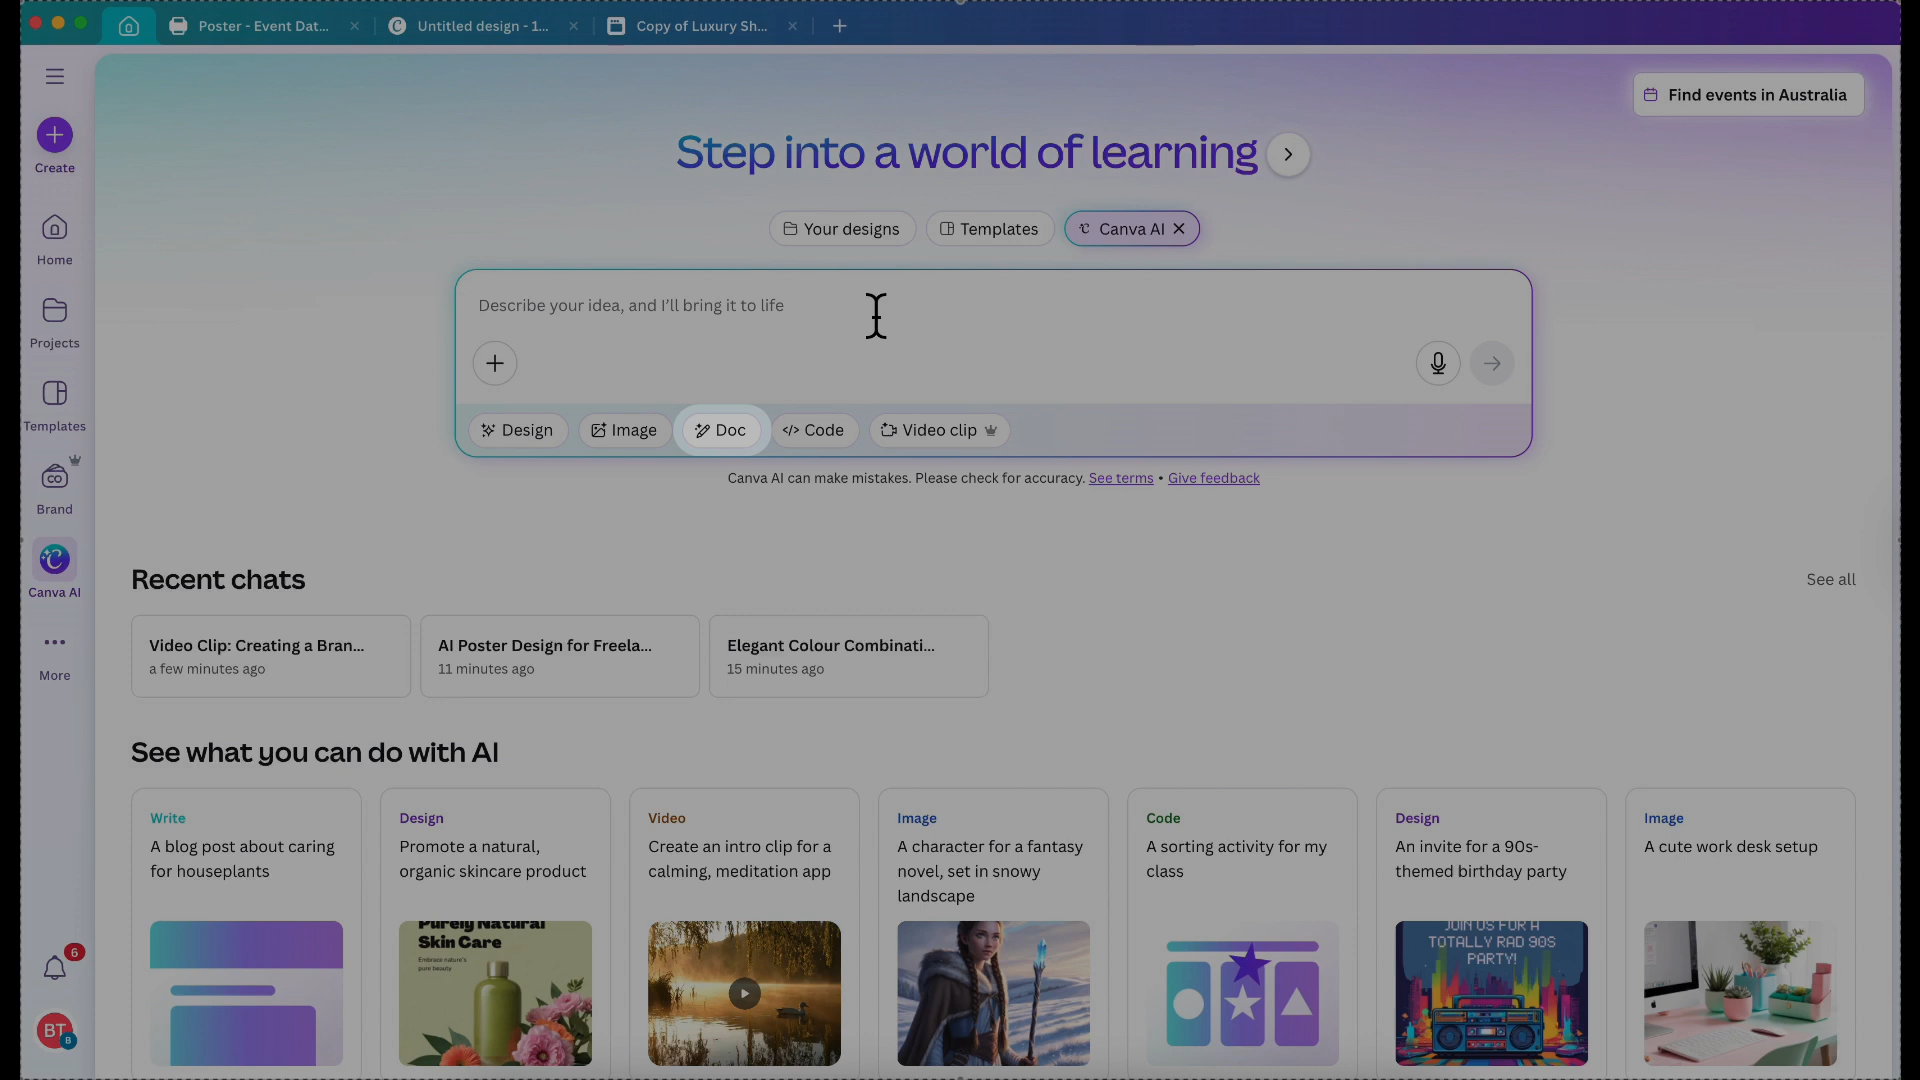 Poster - Event Dat...
Untitled design - 1...
Copy of Luxury Sh...
Find events in Australia
Create
Home
Projects
Templates
Brand
Canva AI
More
6
BT
B
Step into a world of learning
Your designs
Templates
Canva AI
Describe your idea, and I'll bring it to life
Design
Image
Doc
Code
Video clip
Canva AI can make mistakes. Please check for accuracy. See terms • Give feedback
Recent chats
See all
Video Clip: Creating a Bran...
a few minutes ago
AI Poster Design for Freela...
11 minutes ago
Elegant Colour Combinati...
15 minutes ago
See what you can do with AI
Write
A blog post about caring
for houseplants
Design
Promote a natural,
organic skincare product
Purely Natural
Skin Care
Embrace nature's
pure beauty
Video
Create an intro clip for a
calming, meditation app
Image
A character for a fantasy
novel, set in snowy
landscape
Code
A sorting activity for my
class
Design
An invite for a 90s-
themed birthday party
JOIN US FOR A
TOTALLY RAD 90S
PARTY!
Image
A cute work desk setup